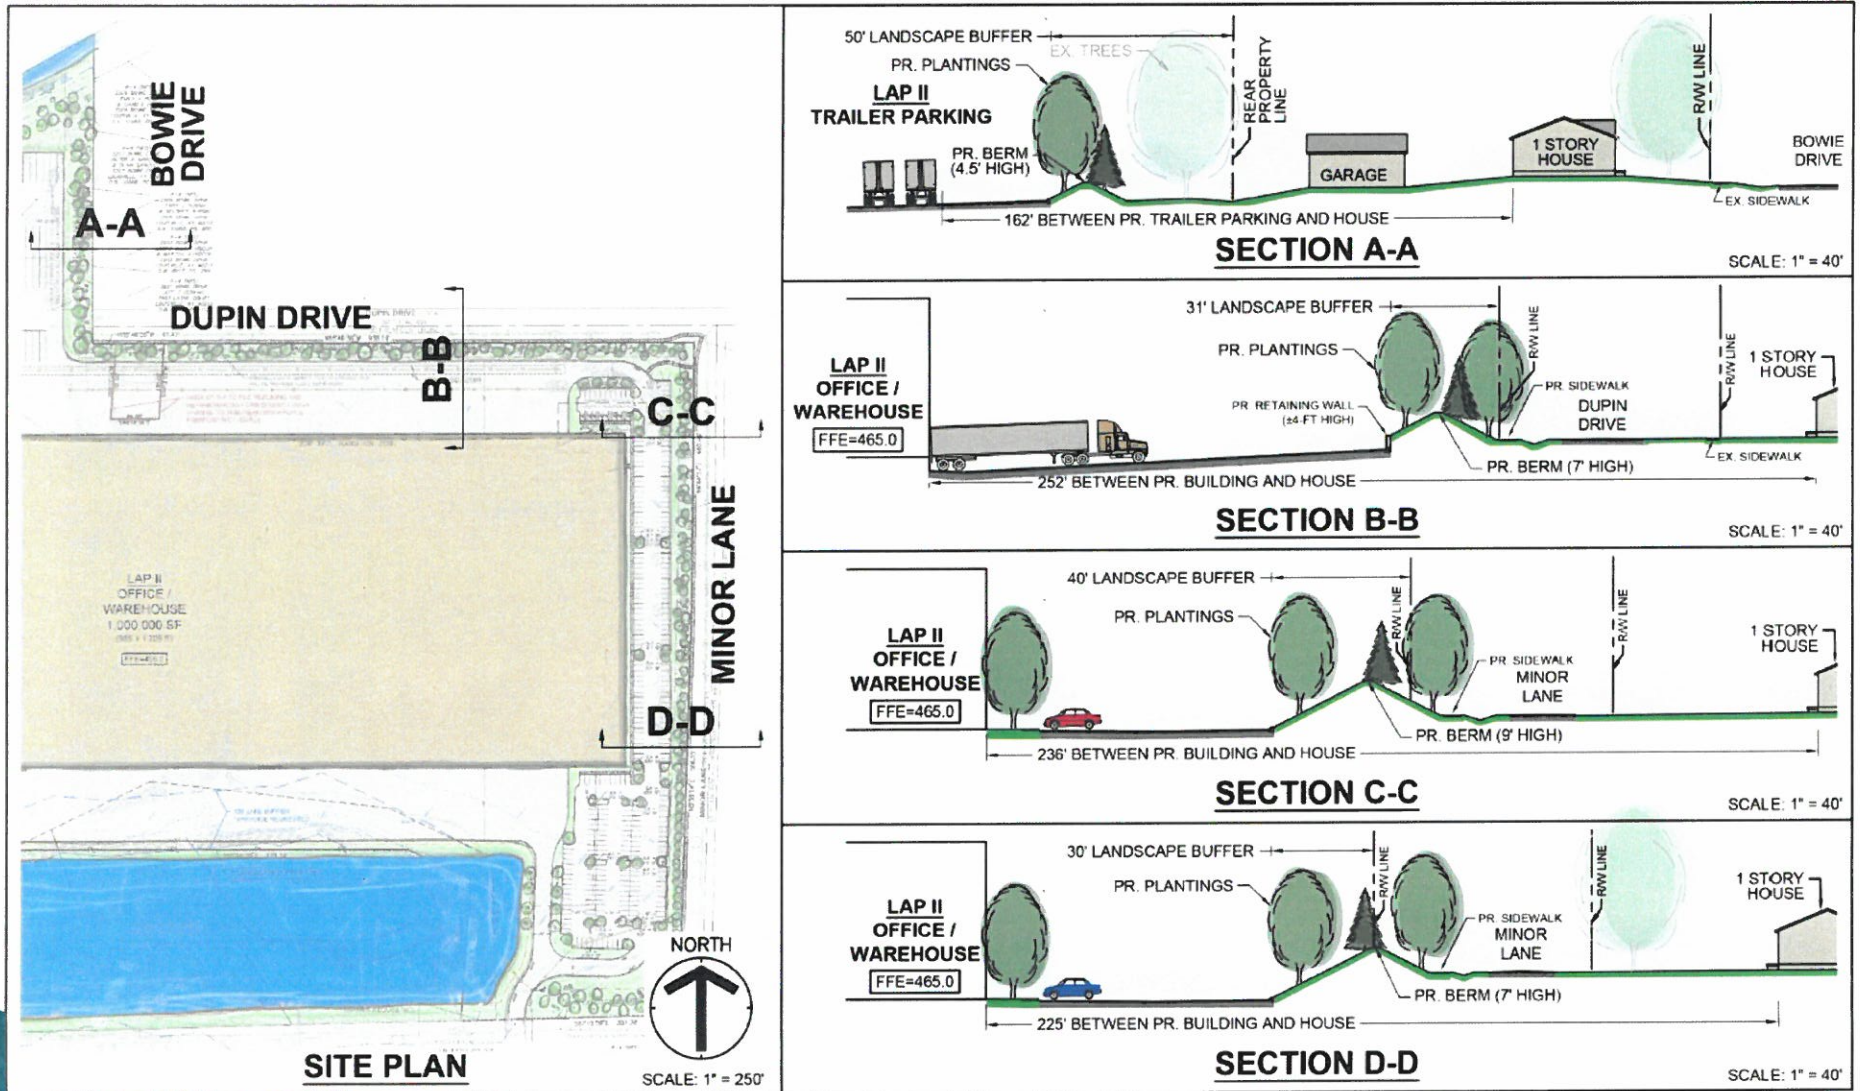 BOWIE
DRIVE
A-A
DUPIN DRIVE
B-B
C-C
MINOR LANE
LAP II
OFFICE /
WAREHOUSE
1,000,000 SF
D-D
NORTH
SITE PLAN
SCALE: 1" = 250'
50' LANDSCAPE BUFFER
EX. TREES
PR. PLANTINGS
LAP II
TRAILER PARKING
PR. BERM
(4.5' HIGH)
REAR
PROPERTY
LINE
GARAGE
1 STORY
HOUSE
R/W LINE
BOWIE
DRIVE
EX. SIDEWALK
162' BETWEEN PR. TRAILER PARKING AND HOUSE
SECTION A-A
SCALE: 1" = 40'
31' LANDSCAPE BUFFER
PR. PLANTINGS
LAP II
OFFICE /
WAREHOUSE
FFE=465.0
PR. RETAINING WALL
(±4-FT HIGH)
R/W LINE
PR. SIDEWALK
DUPIN
DRIVE
R/W LINE
1 STORY
HOUSE
EX. SIDEWALK
PR. BERM (7' HIGH)
252' BETWEEN PR. BUILDING AND HOUSE
SECTION B-B
SCALE: 1" = 40'
40' LANDSCAPE BUFFER
PR. PLANTINGS
LAP II
OFFICE /
WAREHOUSE
FFE=465.0
R/W LINE
PR. SIDEWALK
MINOR
LANE
R/W LINE
1 STORY
HOUSE
PR. BERM (9' HIGH)
236' BETWEEN PR. BUILDING AND HOUSE
SECTION C-C
SCALE: 1" = 40'
30' LANDSCAPE BUFFER
PR. PLANTINGS
LAP II
OFFICE /
WAREHOUSE
FFE=465.0
R/W LINE
PR. SIDEWALK
MINOR
LANE
R/W LINE
1 STORY
HOUSE
PR. BERM (7' HIGH)
225' BETWEEN PR. BUILDING AND HOUSE
SECTION D-D
SCALE: 1" = 40'